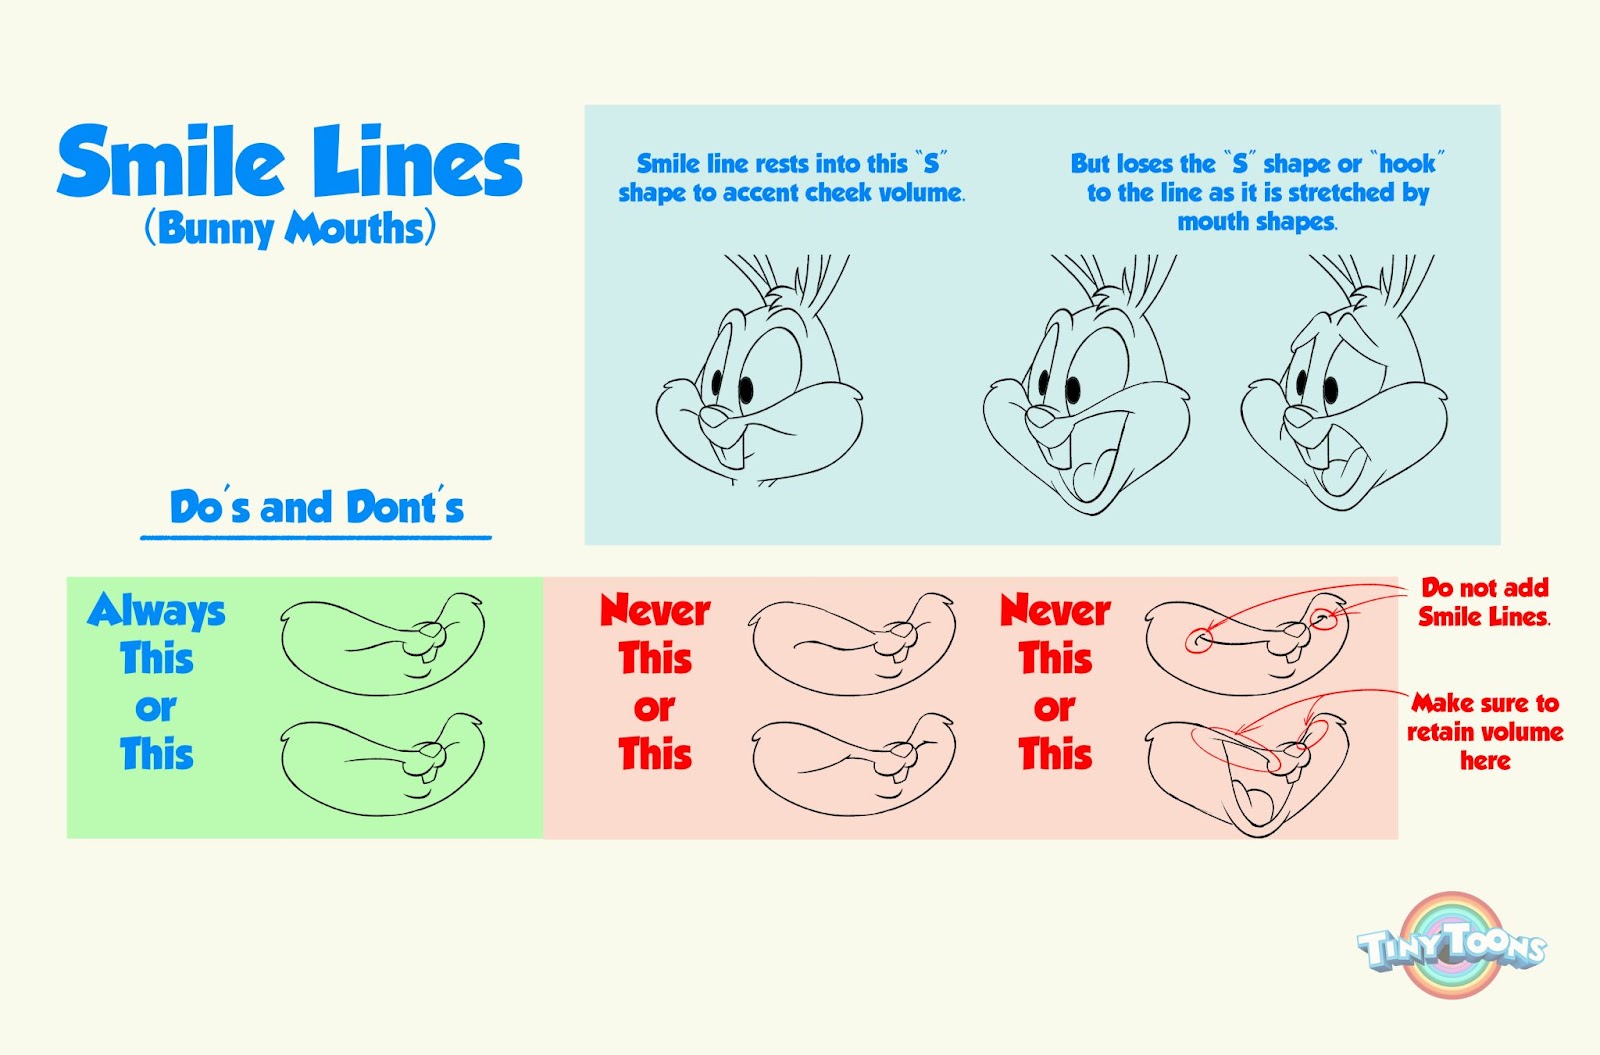 Smile Lines
(Bunny Mouths)
Smile line rests into this “S”
shape to accent cheek volume.
But loses the “S” shape or “hook”
to the line as it is stretched by
mouth shapes.
Do's and Dont's
Always
This
or
This
Never
This
or
This
Never
This
or
This
Do not add
Smile Lines.
Make sure to
retain volume
here
TINY TOONS